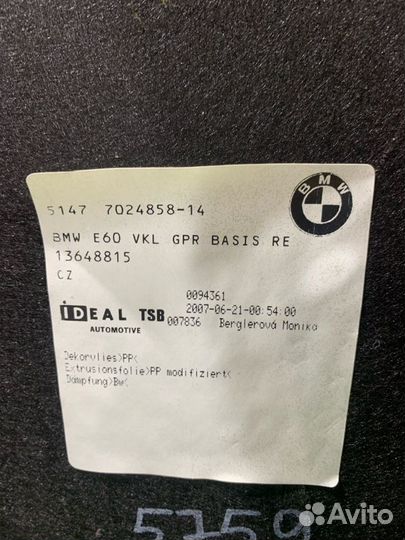 BMW
5147 7024858-14
BMW E60 VKL GPR BASIS RE
13648815
CZ
0094361
2007-06-21-00:54:00
IDEAL TSB
AUTOMOTIVE
007836 Berglerová Monika
Dekorvlies>PP<
Extrusionsfolie>PP modifiziert<
Dämpfung>Bw<
5759
Avito